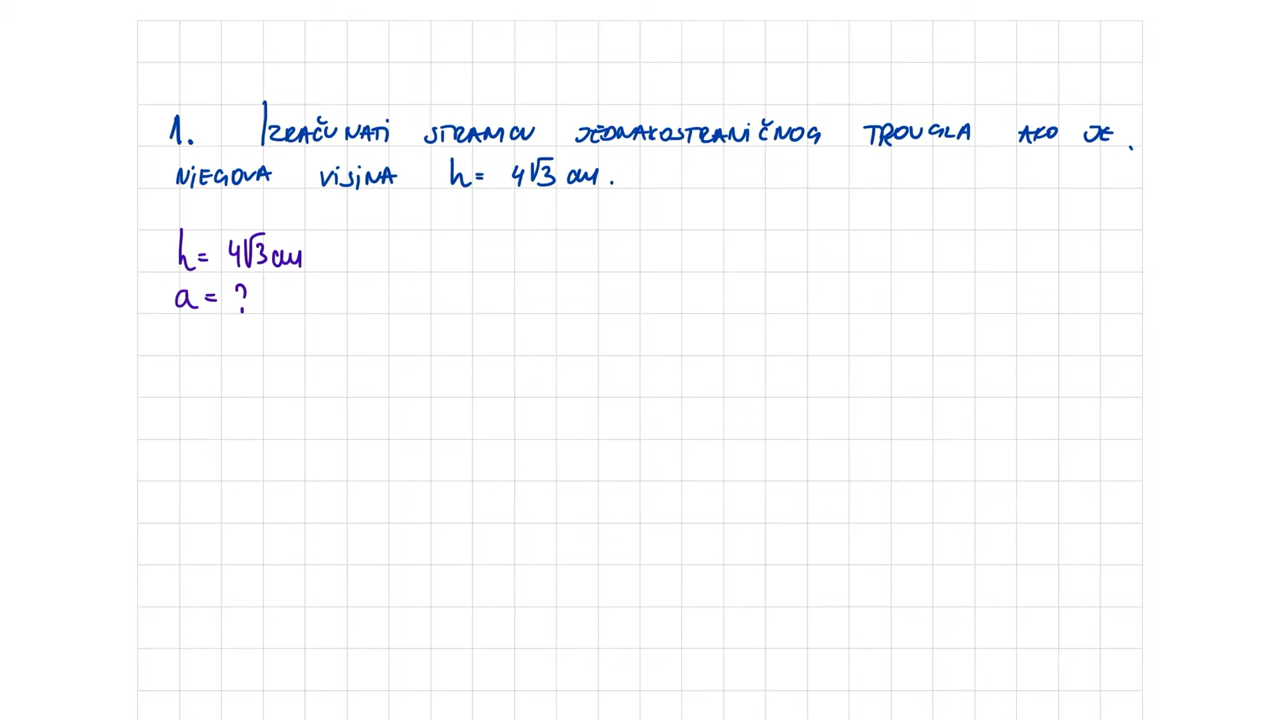 1. IZRAČUNATI STRANICU JEDNAKOSTRANIČNOG TROUGLA AKO JE
NJEGOVA VISINA h= 4√3 cm.
h= 4√3 cm
a= ?